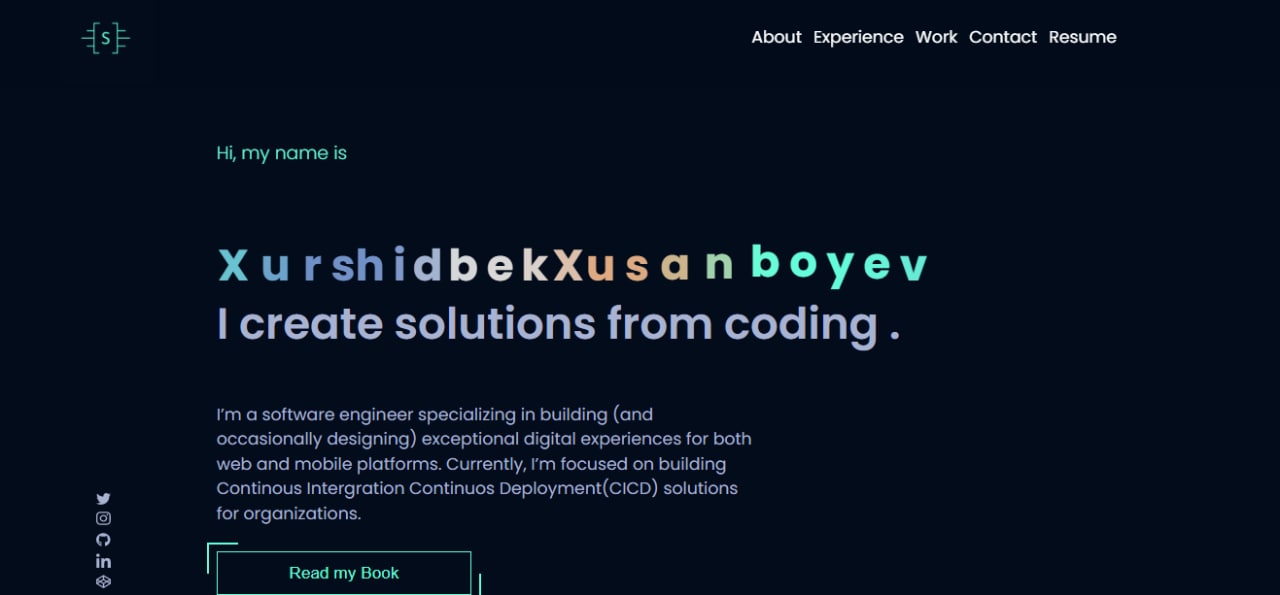 S
About Experience Work Contact Resume
Hi, my name is
XurshidbekXusanboyev
I create solutions from coding .
I’m a software engineer specializing in building (and
occasionally designing) exceptional digital experiences for both
web and mobile platforms. Currently, I’m focused on building
Continous Intergration Continuos Deployment(CICD) solutions
for organizations.
Read my Book